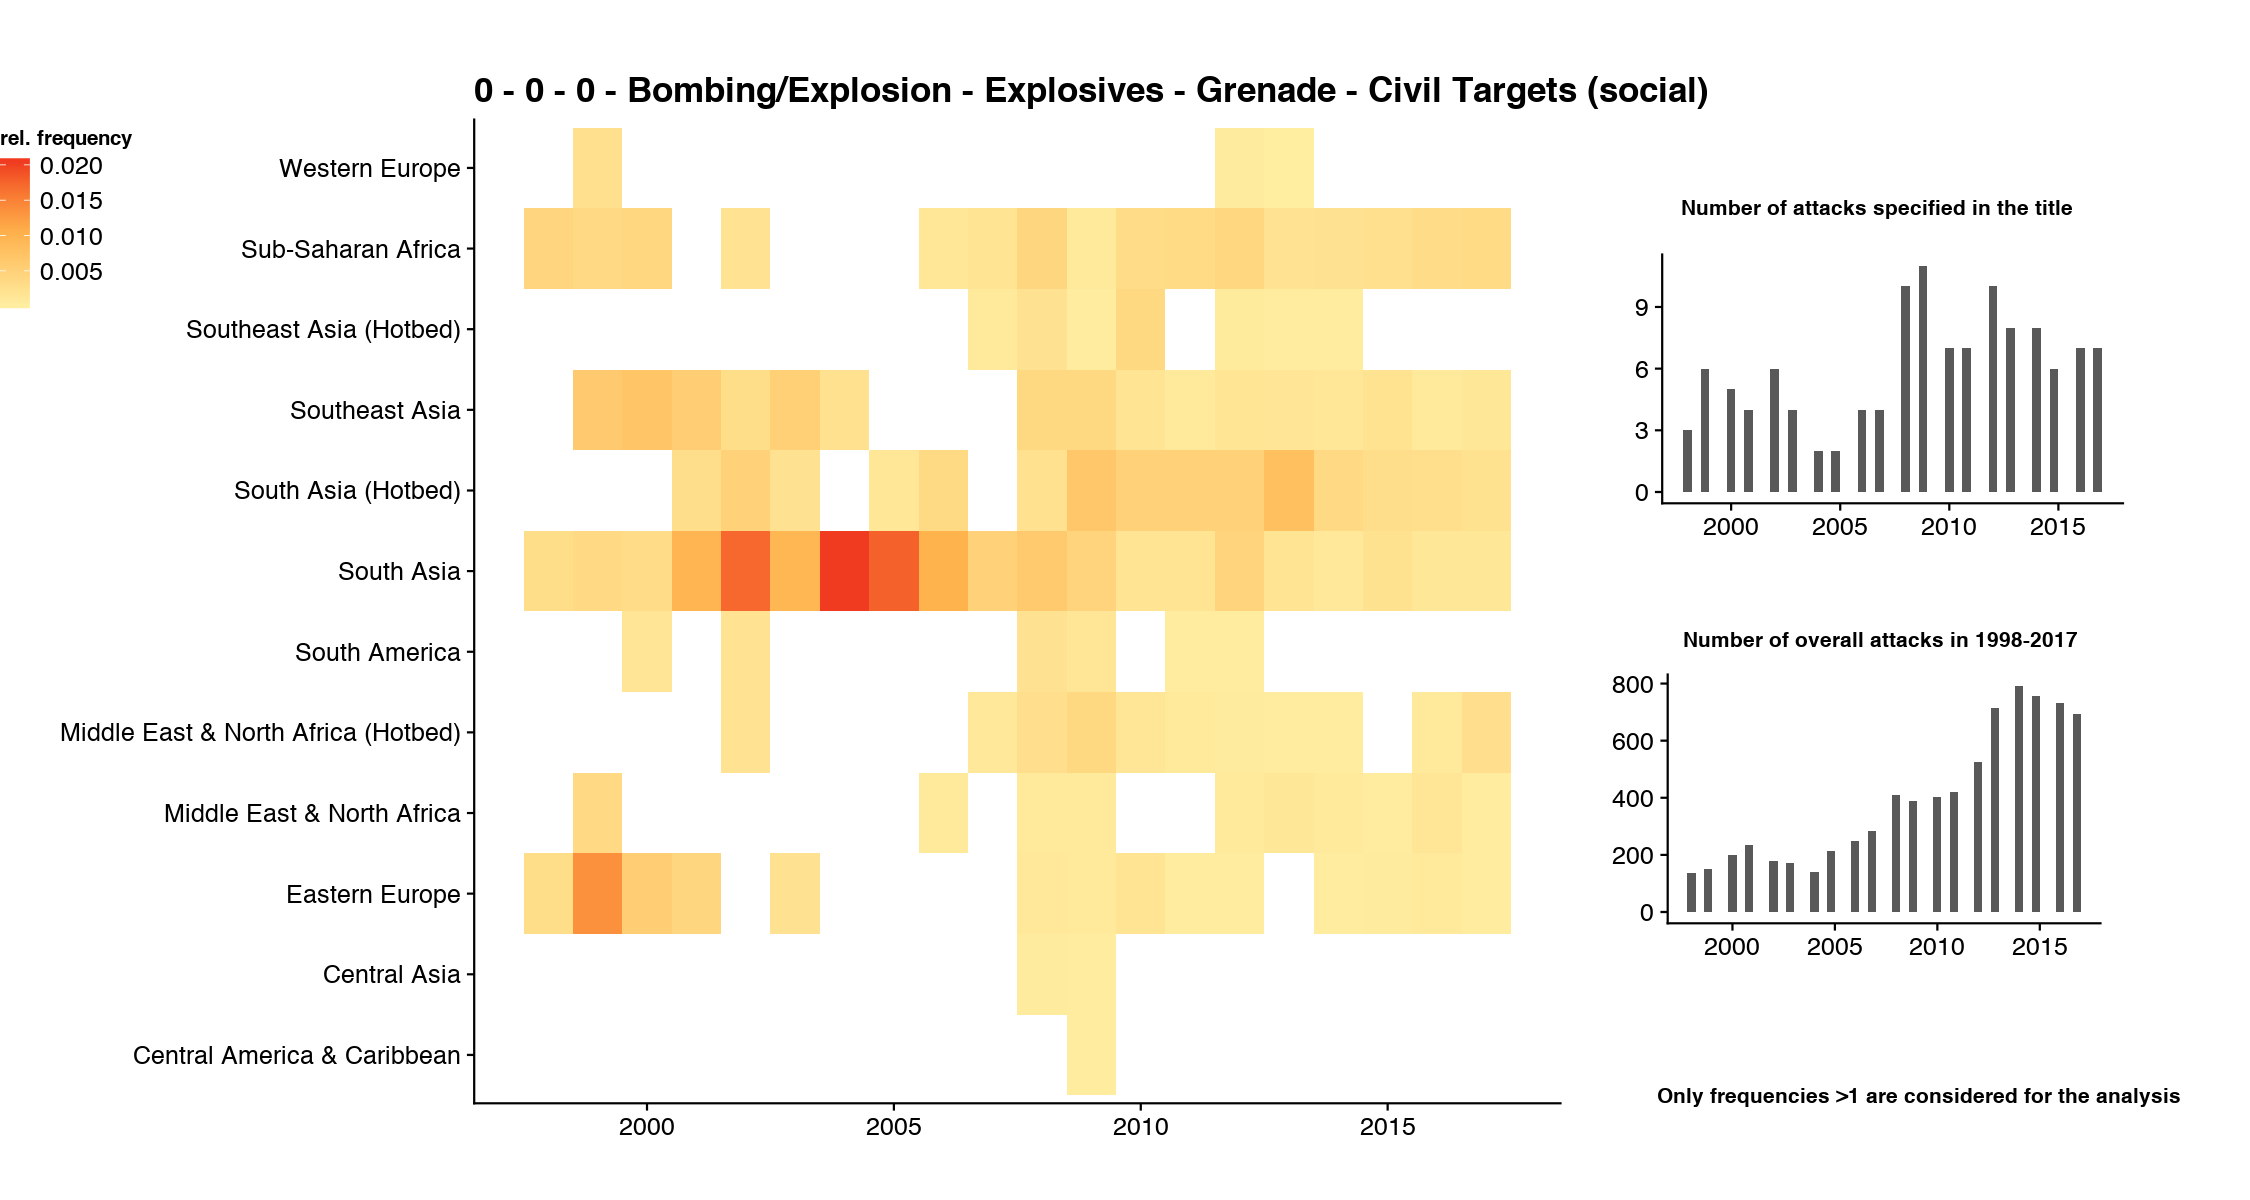 0 - 0 - 0 - Bombing/Explosion - Explosives - Grenade - Civil Targets (social)
rel. frequency
0.020
0.015
0.010
0.005
Western Europe
Sub-Saharan Africa
Southeast Asia (Hotbed)
Southeast Asia
South Asia (Hotbed)
South Asia
South America
Middle East & North Africa (Hotbed)
Middle East & North Africa
Eastern Europe
Central Asia
Central America & Caribbean
2000 2005 2010 2015
Number of attacks specified in the title
9
6
3
0
2000 2005 2010 2015
Number of overall attacks in 1998-2017
800
600
400
200
0
2000 2005 2010 2015
Only frequencies >1 are considered for the analysis